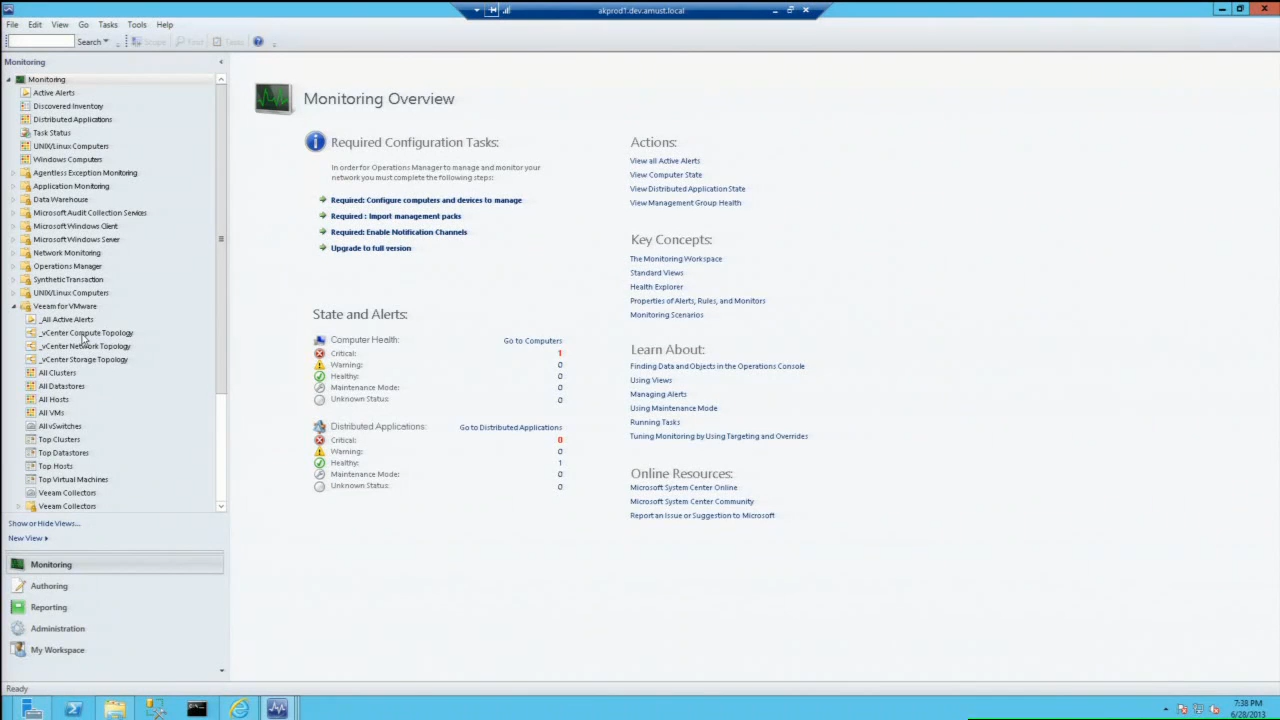 akprod1.dev.amust.local
File Edit View Go Tasks Tools Help
Search Scope Find Tasks
Monitoring
Monitoring
Active Alerts
Discovered Inventory
Distributed Applications
Task Status
UNIX/Linux Computers
Windows Computers
Agentless Exception Monitoring
Application Monitoring
Data Warehouse
Microsoft Audit Collection Services
Microsoft Windows Client
Microsoft Windows Server
Network Monitoring
Operations Manager
Synthetic Transaction
UNIX/Linux Computers
Veeam for VMware
_All Active Alerts
_vCenter Compute Topology
_vCenter Network Topology
_vCenter Storage Topology
All Clusters
All Datastores
All Hosts
All VMs
All vSwitches
Top Clusters
Top Datastores
Top Hosts
Top Virtual Machines
Veeam Collectors
Veeam Collectors
Show or Hide Views...
New View
Monitoring
Authoring
Reporting
Administration
My Workspace
Monitoring Overview
Required Configuration Tasks:
In order for Operations Manager to manage and monitor your
network you must complete the following steps:
Required: Configure computers and devices to manage
Required : Import management packs
Required: Enable Notification Channels
Upgrade to full version
State and Alerts:
Computer Health: Go to Computers
Critical: 1
Warning: 0
Healthy: 0
Maintenance Mode: 0
Unknown Status: 0
Distributed Applications: Go to Distributed Applications
Critical: 0
Warning: 0
Healthy: 1
Maintenance Mode: 0
Unknown Status: 0
Actions:
View all Active Alerts
View Computer State
View Distributed Application State
View Management Group Health
Key Concepts:
The Monitoring Workspace
Standard Views
Health Explorer
Properties of Alerts, Rules, and Monitors
Monitoring Scenarios
Learn About:
Finding Data and Objects in the Operations Console
Using Views
Managing Alerts
Using Maintenance Mode
Running Tasks
Tuning Monitoring by Using Targeting and Overrides
Online Resources:
Microsoft System Center Online
Microsoft System Center Community
Report an Issue or Suggestion to Microsoft
Ready
7:38 PM
6/28/2013